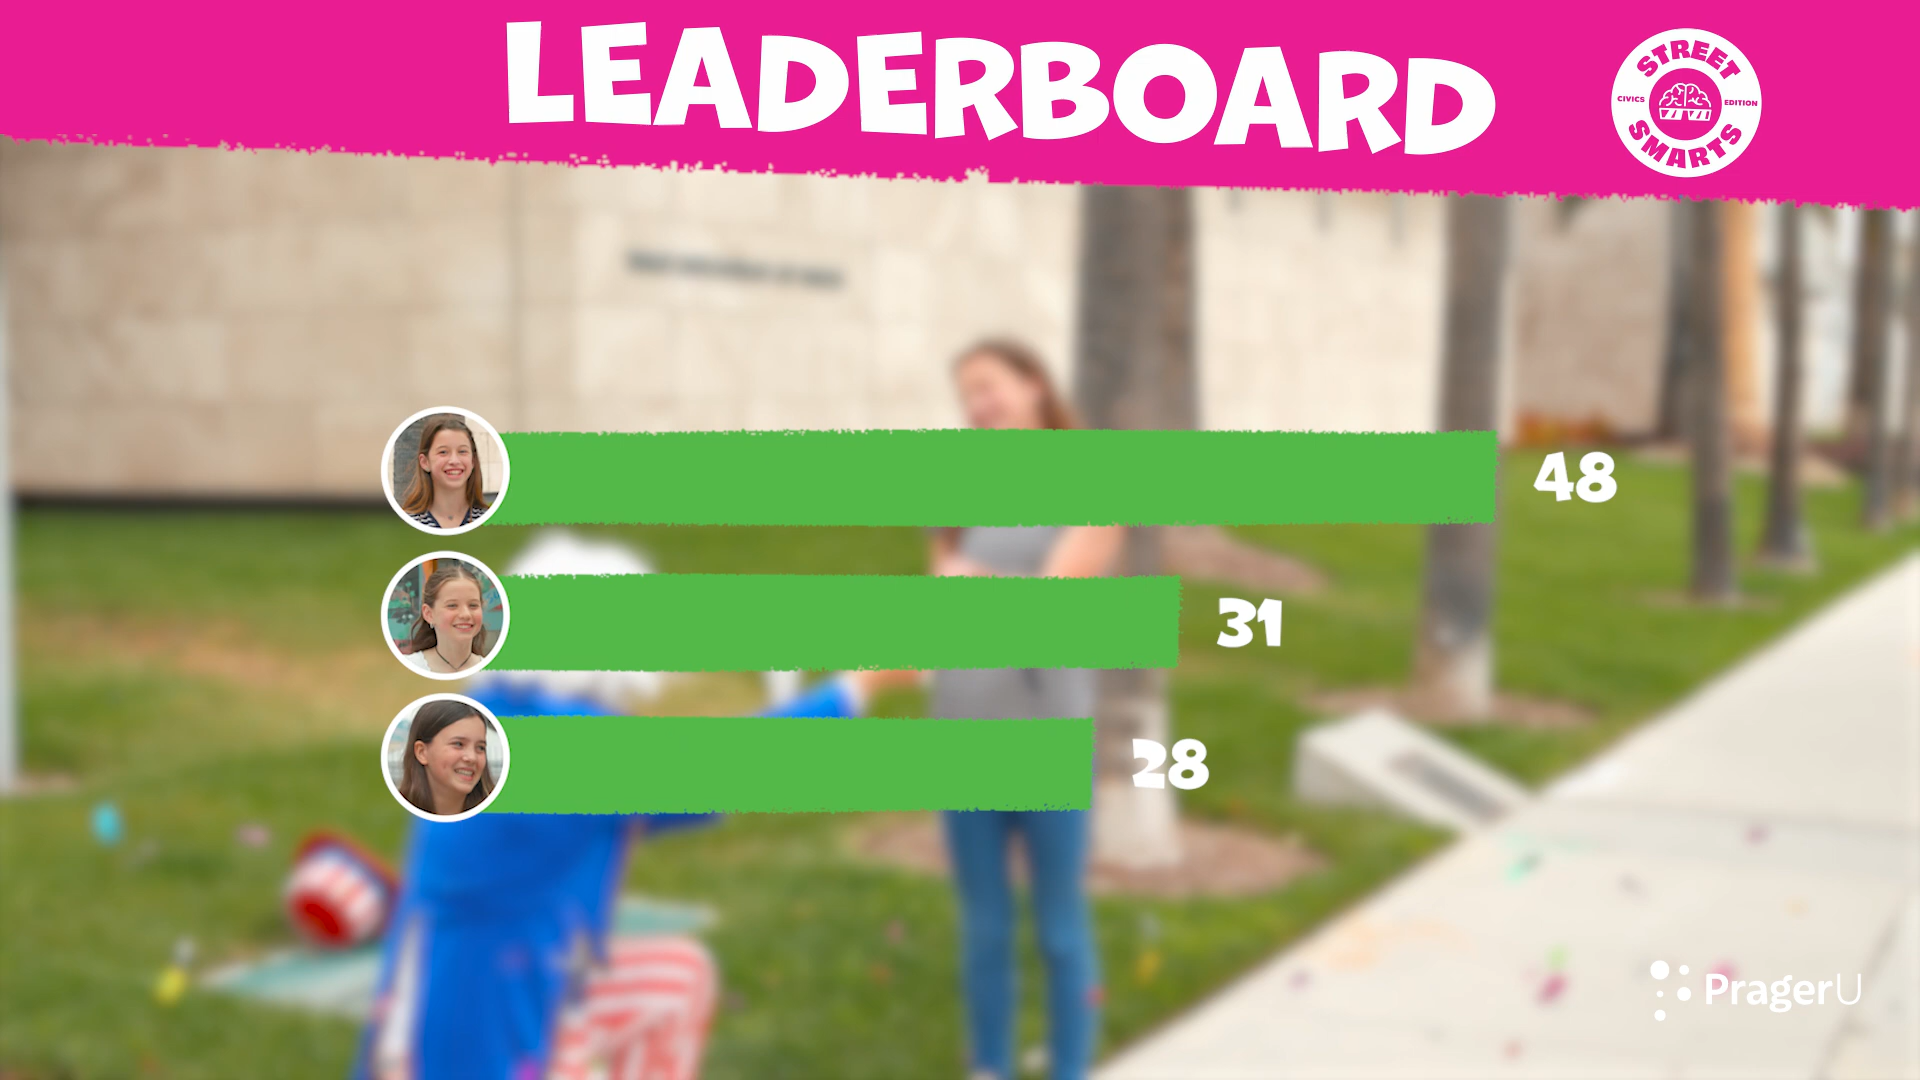 LEADERBOARD
STREET
CIVICS EDITION
SMARTS
48
31
28
PragerU